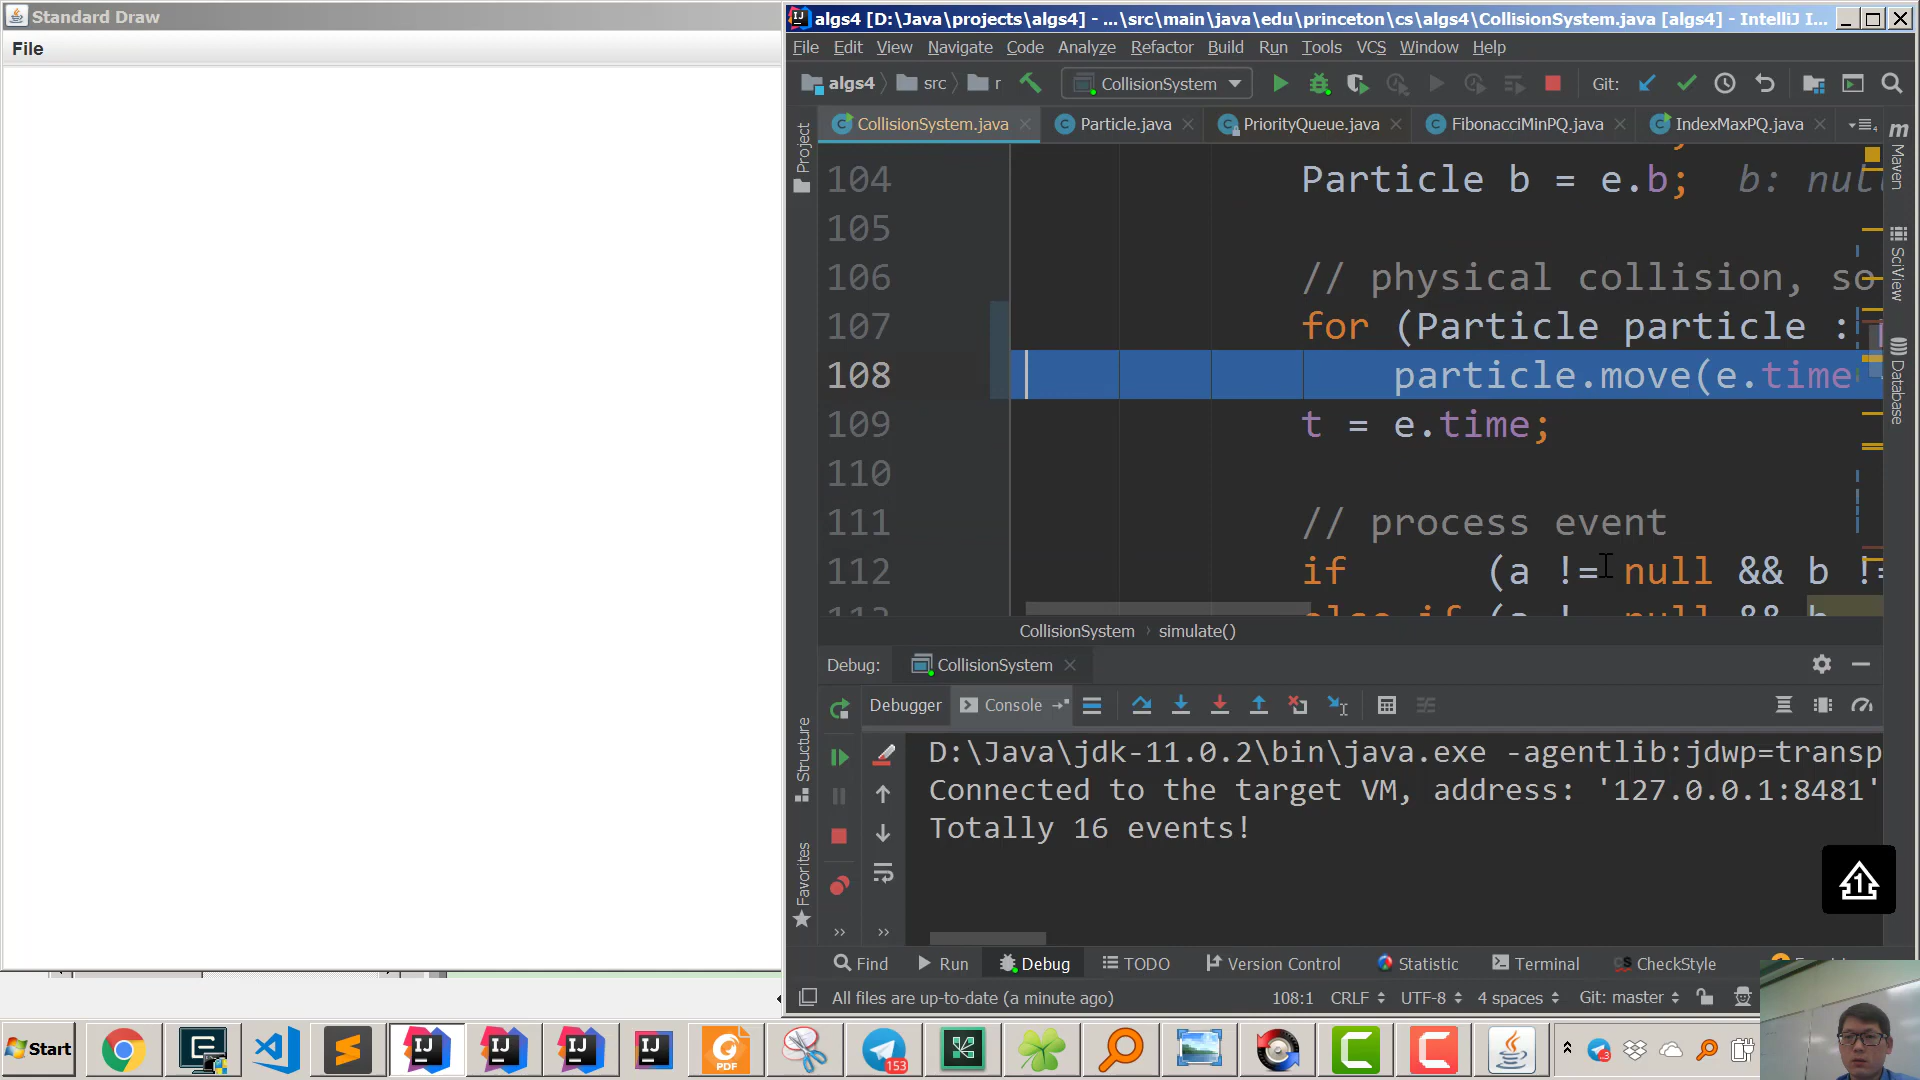 Standard Draw
File
algs4 [D:\Java\projects\algs4] - ...\src\main\java\edu\princeton\cs\algs4\CollisionSystem.java [algs4] - IntelliJ I...
File Edit View Navigate Code Analyze Refactor Build Run Tools VCS Window Help
algs4 src r CollisionSystem Git:
CollisionSystem.java Particle.java PriorityQueue.java FibonacciMinPQ.java IndexMaxPQ.java
Project
Maven
SciView
Database
104 Particle b = e.b; b: null
105
106 // physical collision, so
107 for (Particle particle :
108 particle.move(e.time
109 t = e.time;
110
111 // process event
112 if (a != null && b !=
113 else if (a != null && b
CollisionSystem simulate()
Debug: CollisionSystem
Debugger Console
Structure
Favorites
D:\Java\jdk-11.0.2\bin\java.exe -agentlib:jdwp=transp
Connected to the target VM, address: '127.0.0.1:8481'
Totally 16 events!
Find Run Debug TODO Version Control Statistic Terminal CheckStyle
All files are up-to-date (a minute ago) 108:1 CRLF UTF-8 4 spaces Git: master
Start
PDF
153
3